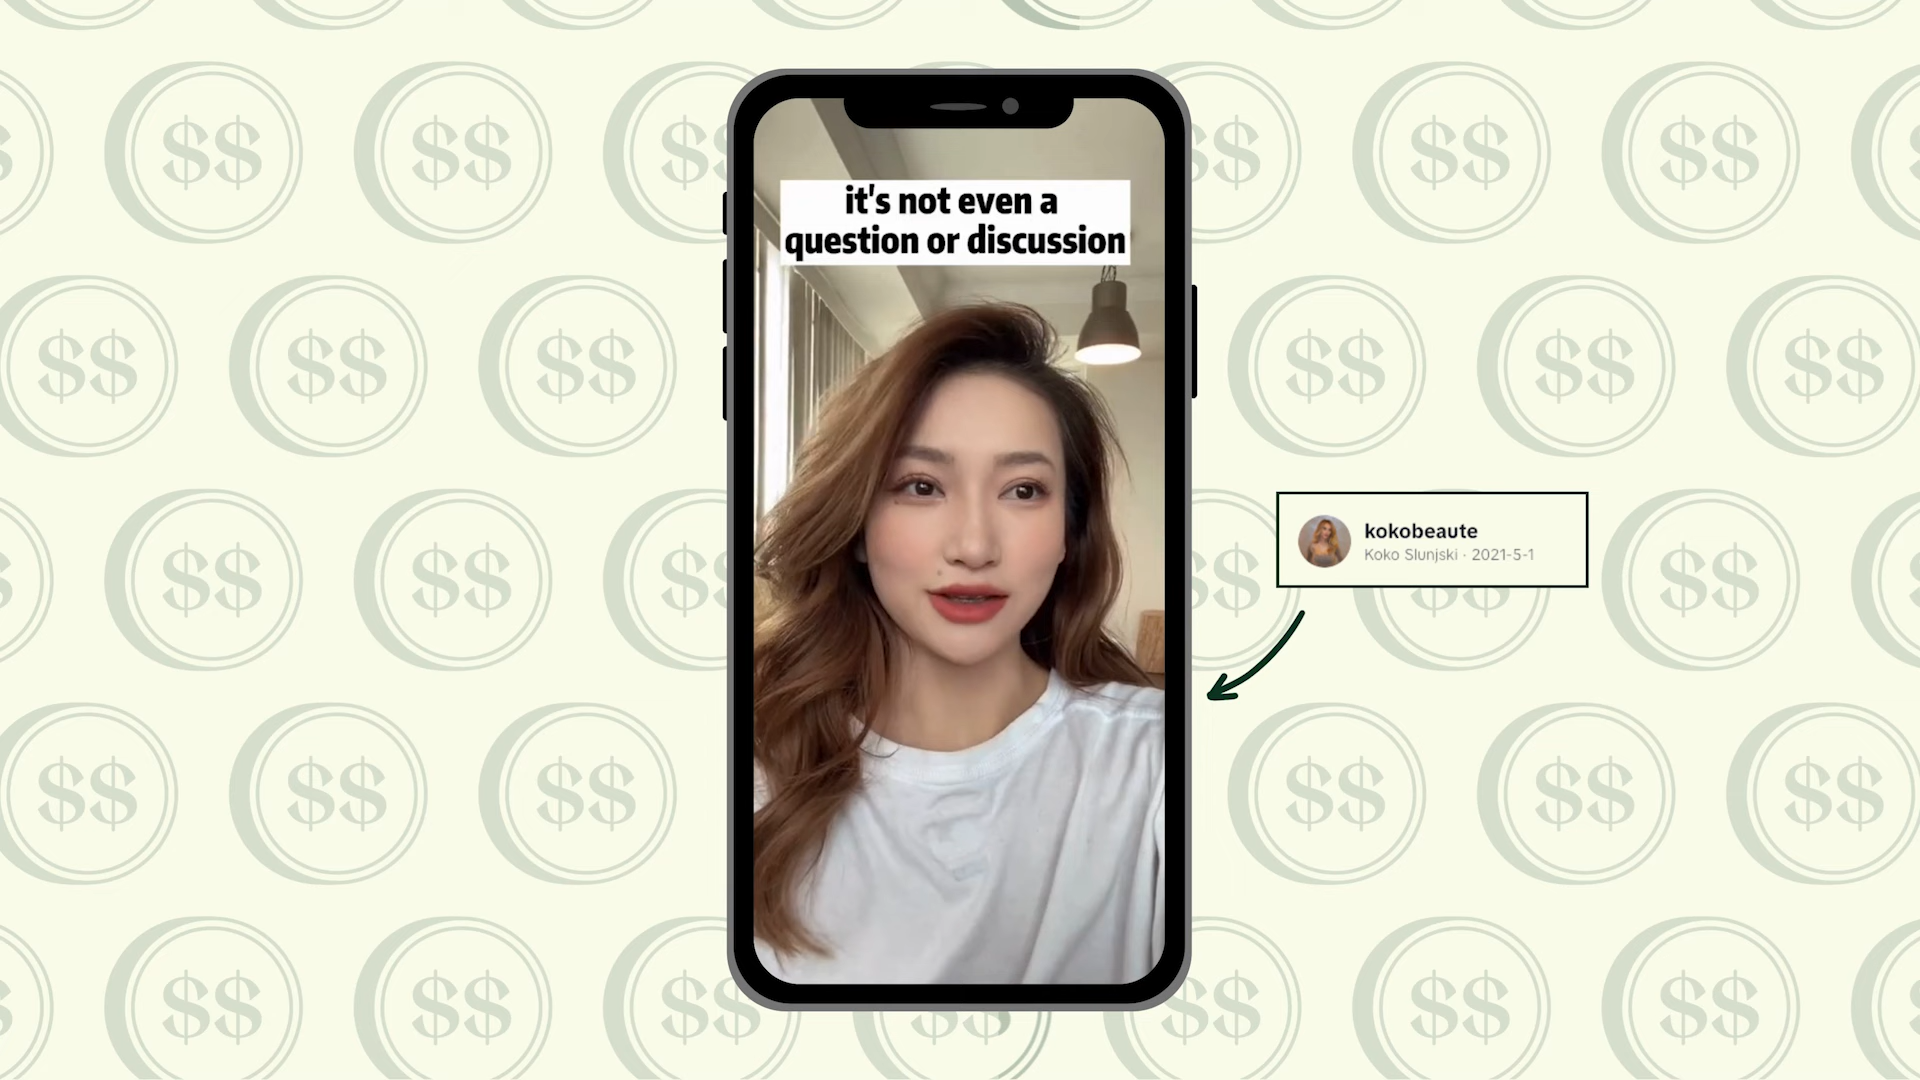 it's not even a
question or discussion
kokobeaute
Koko Slunjski · 2021-5-1